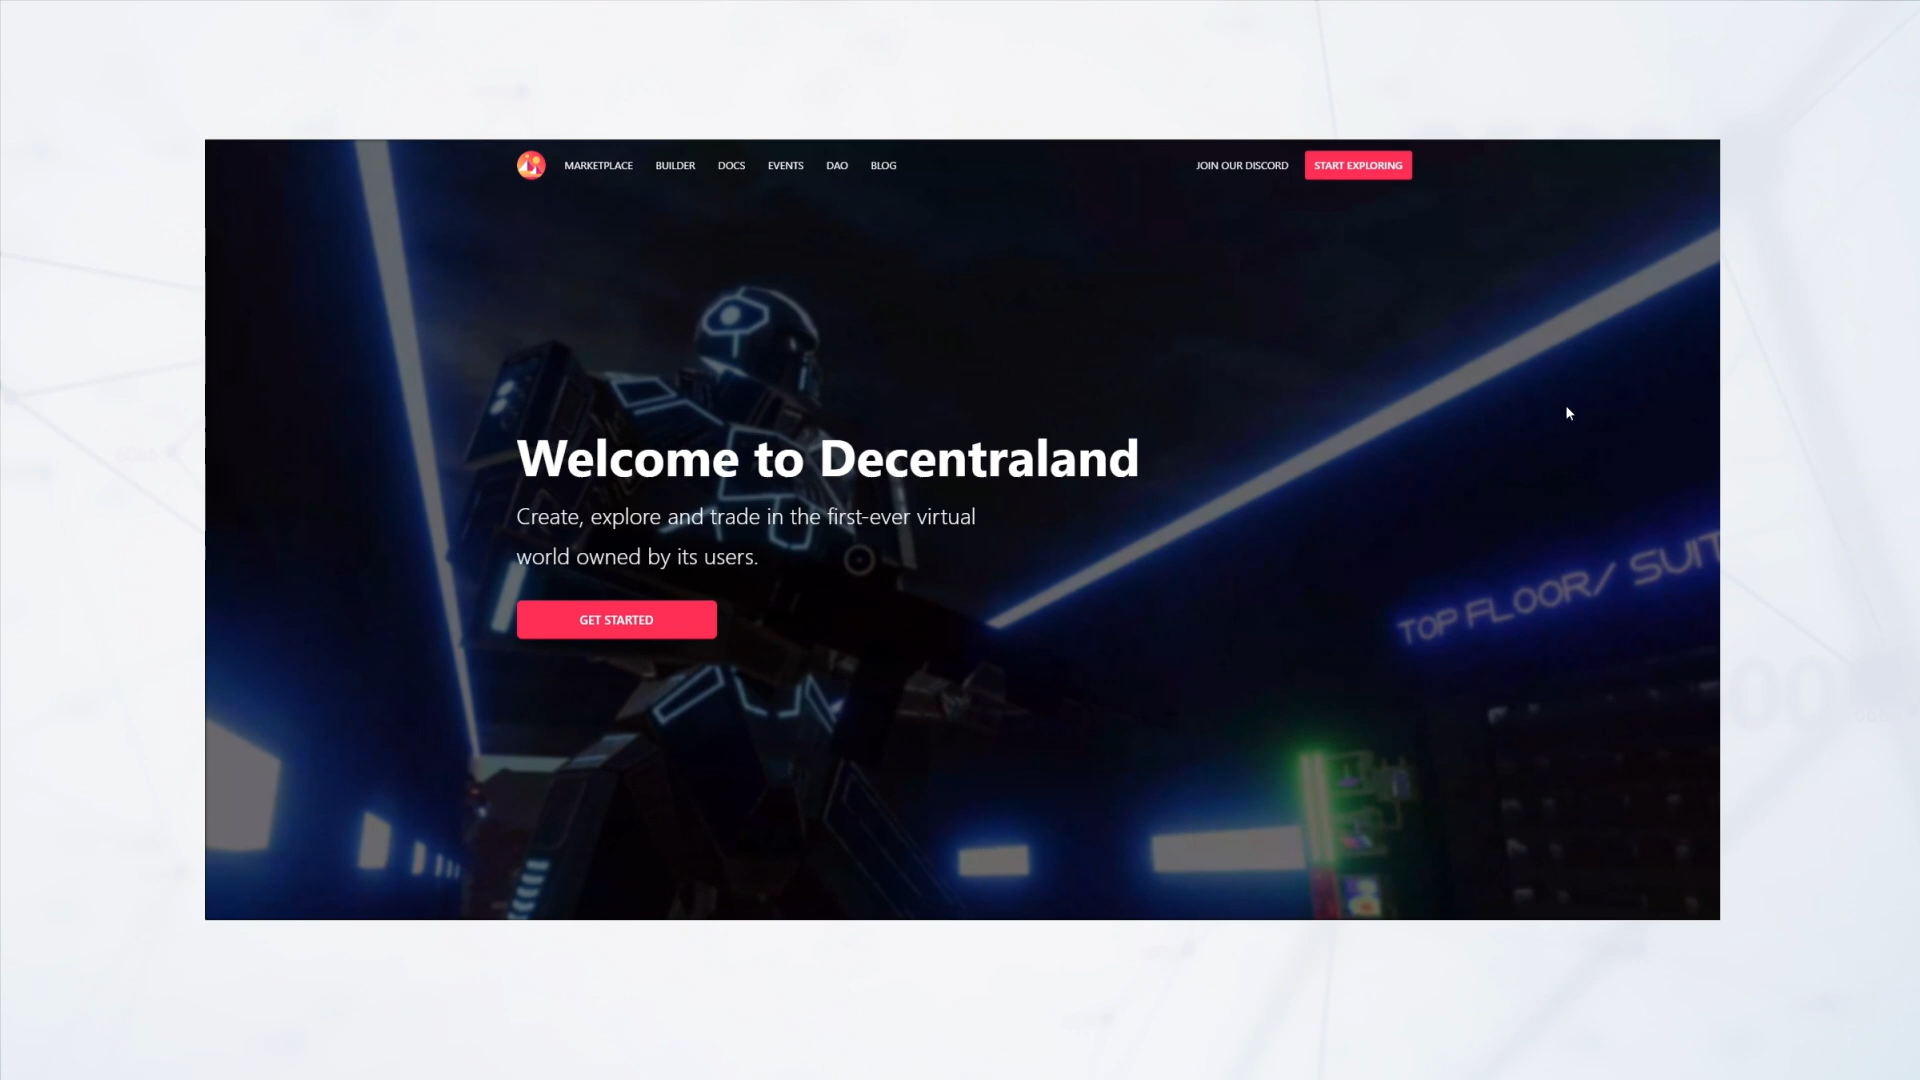 MARKETPLACE BUILDER DOCS EVENTS DAO BLOG JOIN OUR DISCORD START EXPLORING
Welcome to Decentraland
Create, explore and trade in the first-ever virtual
world owned by its users.
GET STARTED
TOP FLOOR/ SUIT